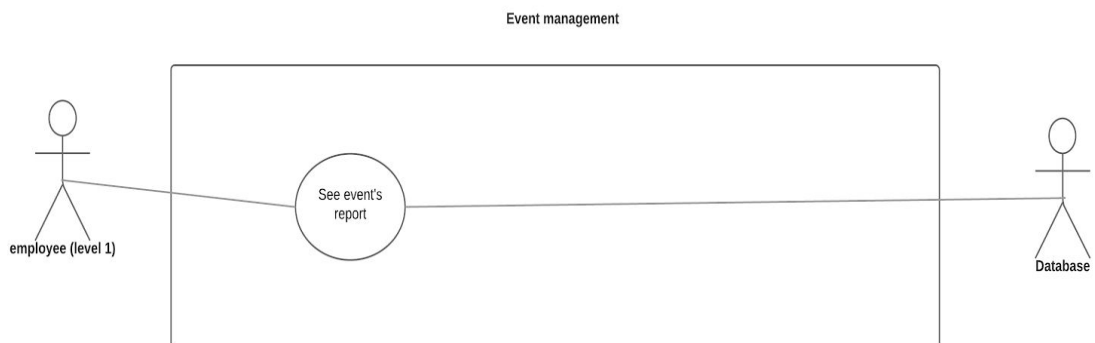 Event management
See event's
report
employee (level 1)
Database